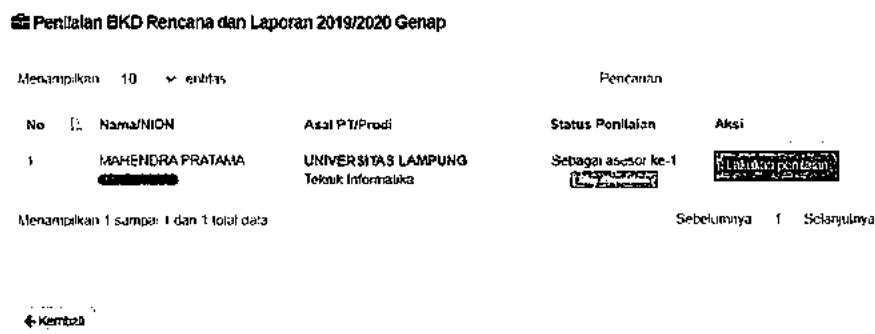 Penilaian BKD Rencana dan Laporan 2019/2020 Genap
Menampilkan 10 entitas Pencarian
No Nama/NION Asal PT/Prodi Status Penilaian Aksi
1 MAHENDRA PRATAMA UNIVERSITAS LAMPUNG Sebagai asesor ke-1 Lakukan penilaian
Teknik Informatika
Menampilkan 1 sampai 1 dari 1 total data Sebelumnya 1 Selanjutnya
Kembali